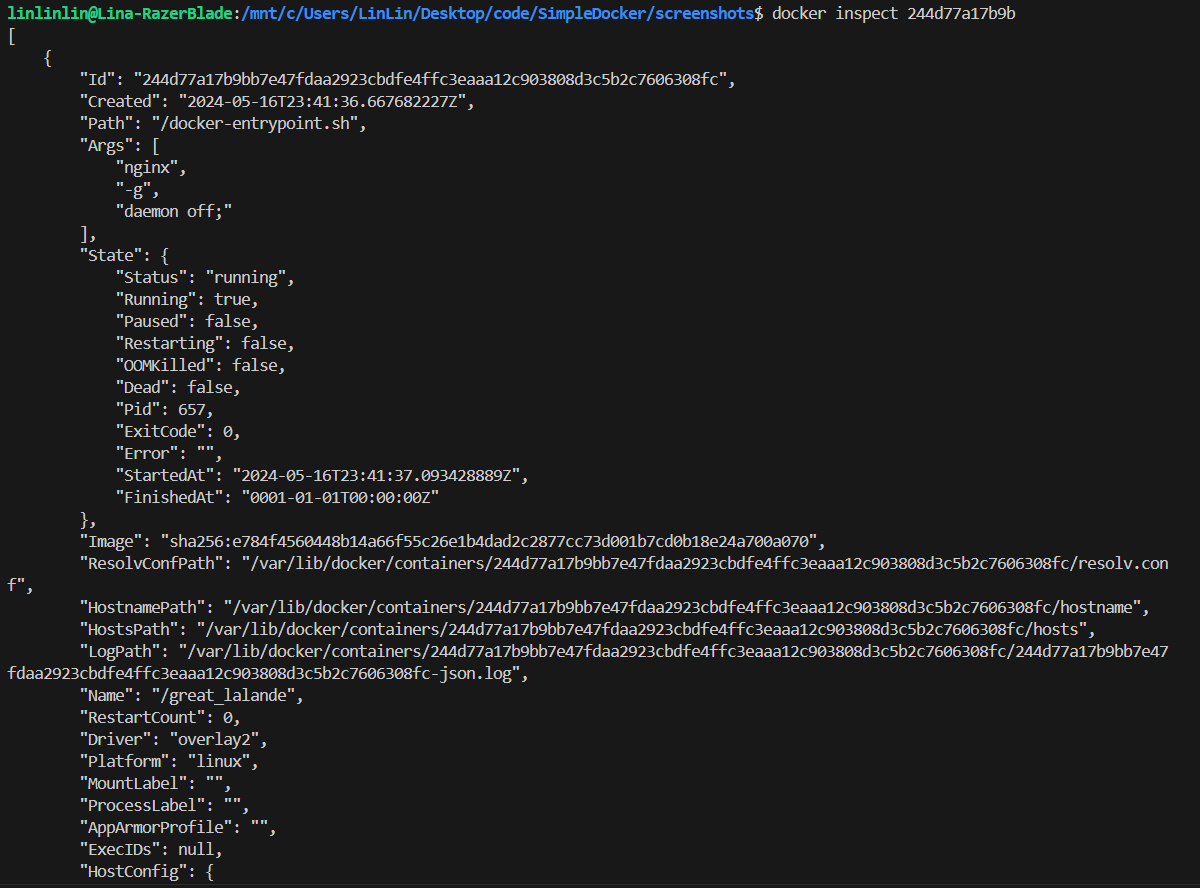 linlinlin@Lina-RazerBlade:/mnt/c/Users/LinLin/Desktop/code/SimpleDocker/screenshots$ docker inspect 244d77a17b9b
[
    {
        "Id": "244d77a17b9bb7e47fdaa2923cbdfe4ffc3eaaa12c903808d3c5b2c7606308fc",
        "Created": "2024-05-16T23:41:36.667682227Z",
        "Path": "/docker-entrypoint.sh",
        "Args": [
            "nginx",
            "-g",
            "daemon off;"
        ],
        "State": {
            "Status": "running",
            "Running": true,
            "Paused": false,
            "Restarting": false,
            "OOMKilled": false,
            "Dead": false,
            "Pid": 657,
            "ExitCode": 0,
            "Error": "",
            "StartedAt": "2024-05-16T23:41:37.093428889Z",
            "FinishedAt": "0001-01-01T00:00:00Z"
        },
        "Image": "sha256:e784f4560448b14a66f55c26e1b4dad2c2877cc73d001b7cd0b18e24a700a070",
        "ResolvConfPath": "/var/lib/docker/containers/244d77a17b9bb7e47fdaa2923cbdfe4ffc3eaaa12c903808d3c5b2c7606308fc/resolv.con
f",
        "HostnamePath": "/var/lib/docker/containers/244d77a17b9bb7e47fdaa2923cbdfe4ffc3eaaa12c903808d3c5b2c7606308fc/hostname",
        "HostsPath": "/var/lib/docker/containers/244d77a17b9bb7e47fdaa2923cbdfe4ffc3eaaa12c903808d3c5b2c7606308fc/hosts",
        "LogPath": "/var/lib/docker/containers/244d77a17b9bb7e47fdaa2923cbdfe4ffc3eaaa12c903808d3c5b2c7606308fc/244d77a17b9bb7e47
fdaa2923cbdfe4ffc3eaaa12c903808d3c5b2c7606308fc-json.log",
        "Name": "/great_lalande",
        "RestartCount": 0,
        "Driver": "overlay2",
        "Platform": "linux",
        "MountLabel": "",
        "ProcessLabel": "",
        "AppArmorProfile": "",
        "ExecIDs": null,
        "HostConfig": {